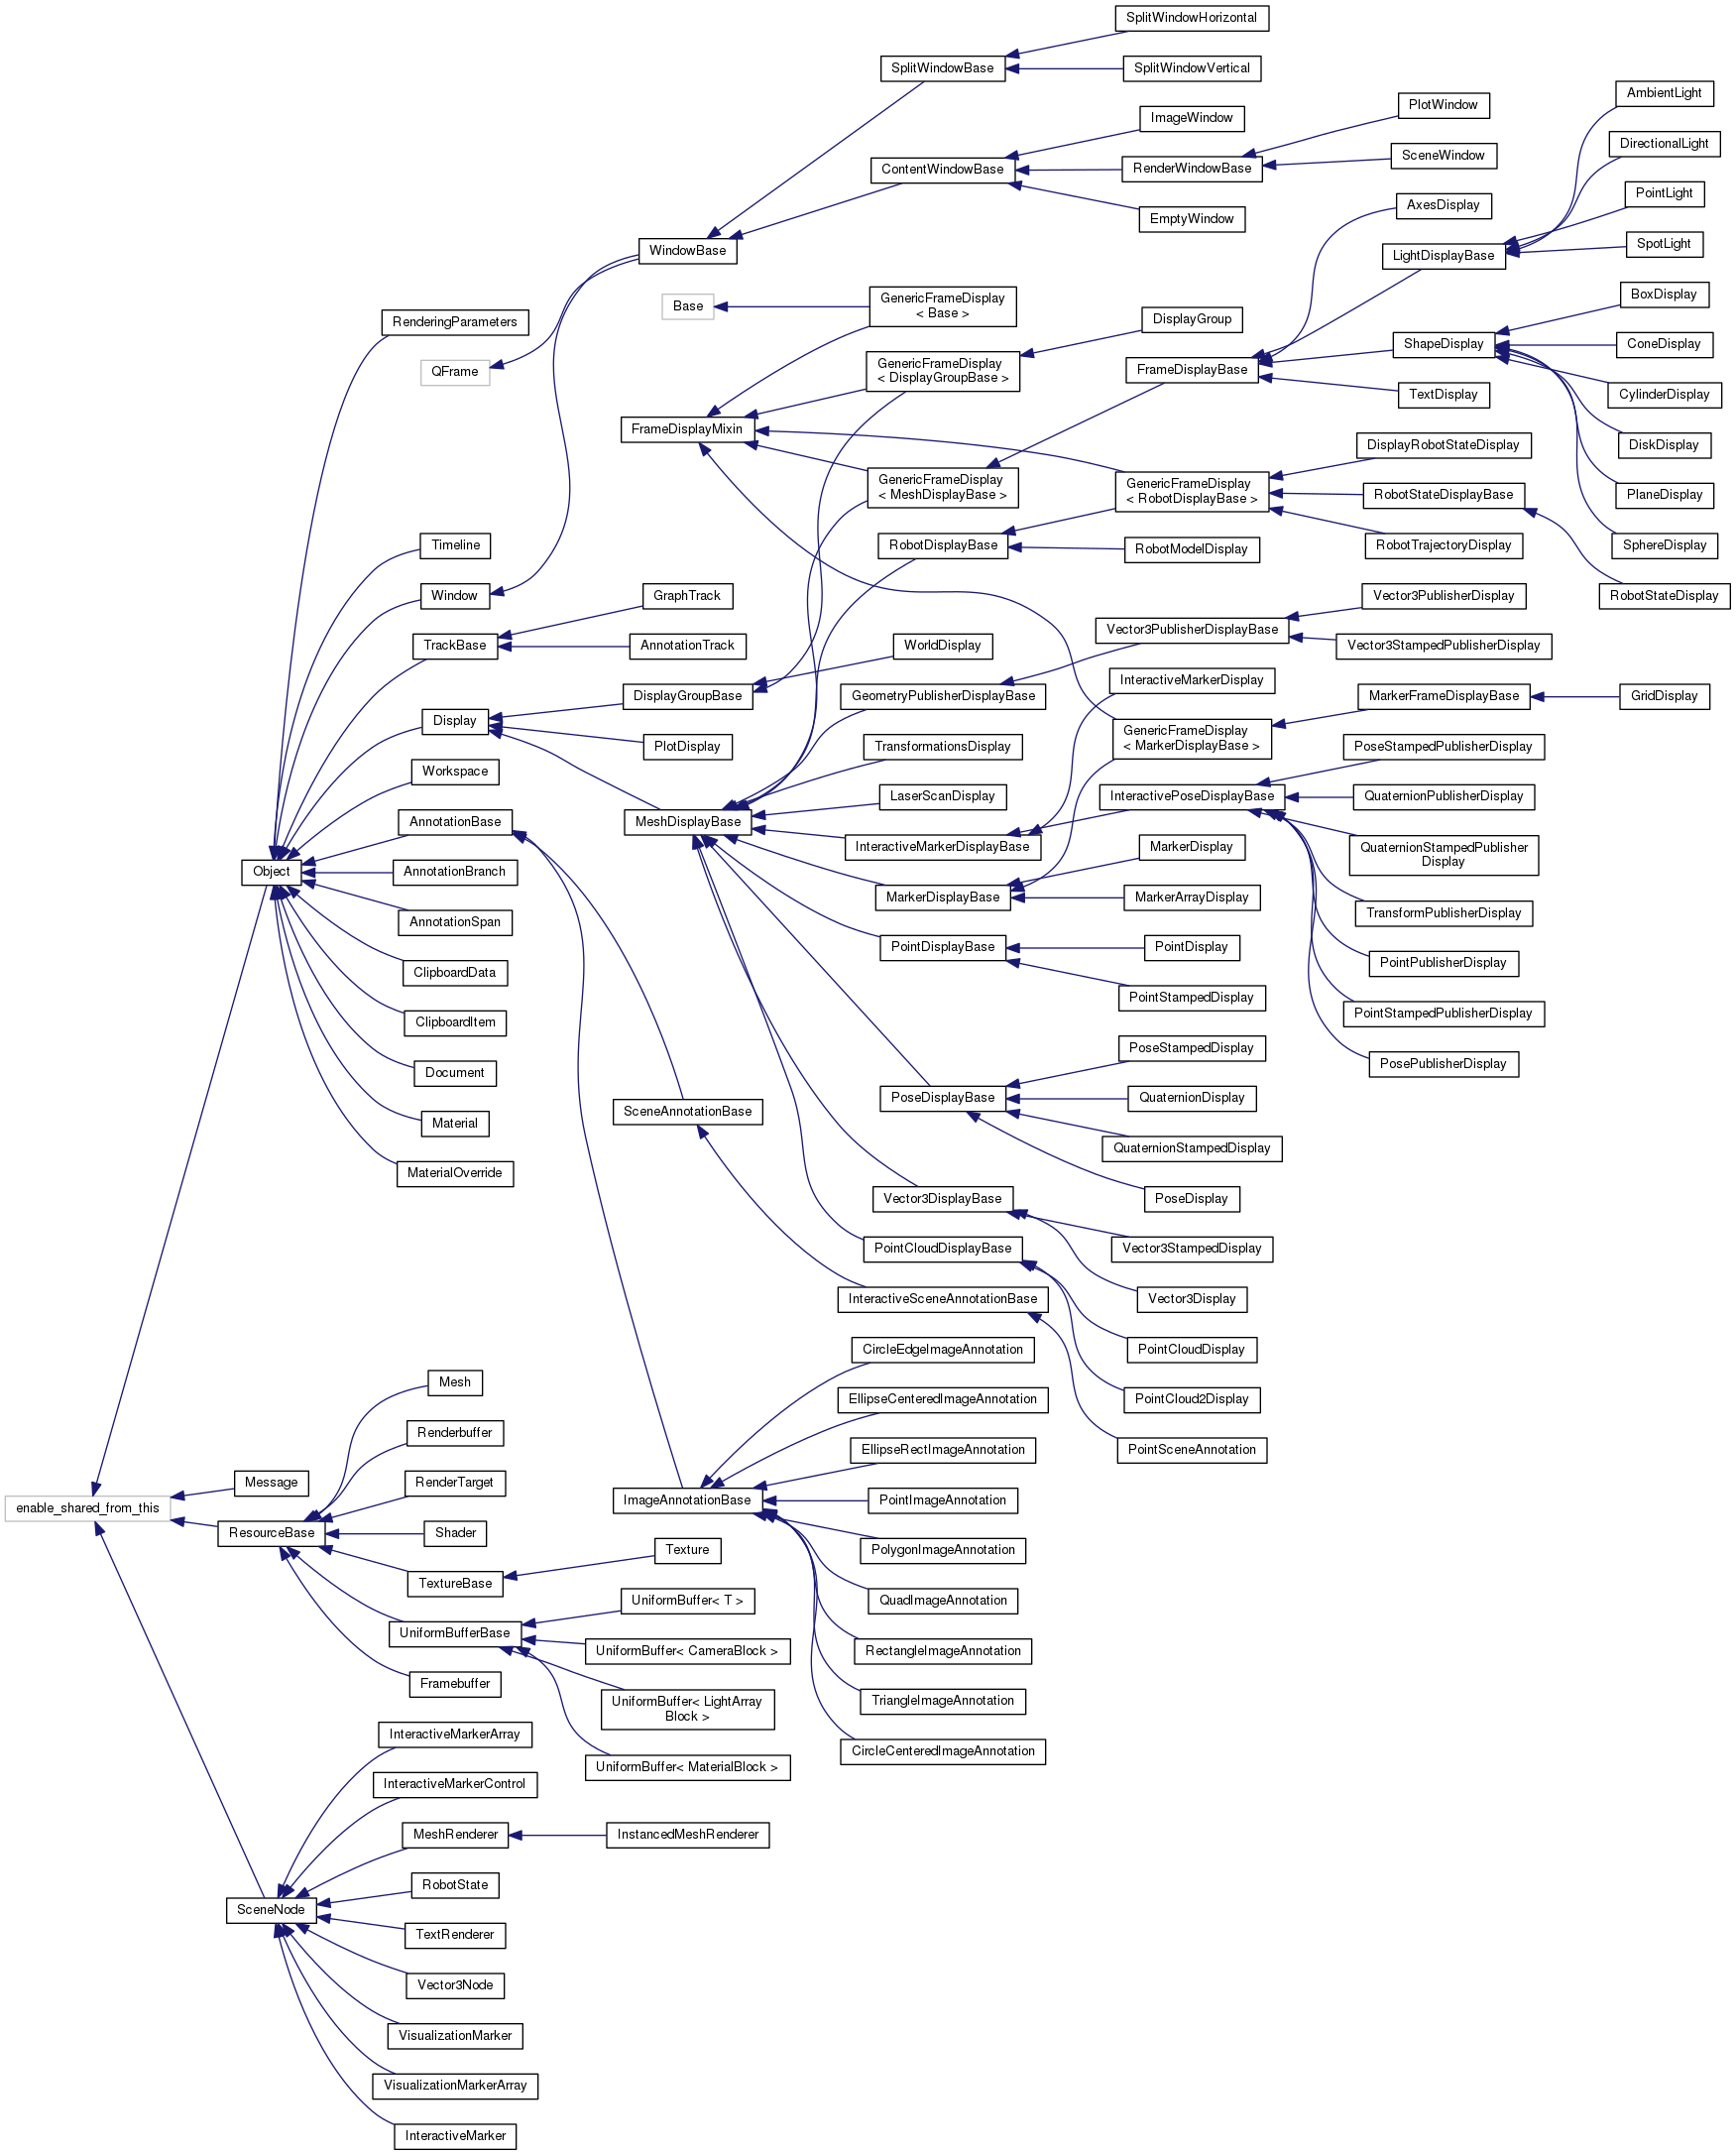 SplitWindowHorizontal
SplitWindowBase
SplitWindowVertical
AmbientLight
PlotWindow
ImageWindow
DirectionalLight
SceneWindow
ContentWindowBase
RenderWindowBase
PointLight
AxesDisplay
EmptyWindow
SpotLight
WindowBase
LightDisplayBase
BoxDisplay
Base
GenericFrameDisplay
< Base >
DisplayGroup
RenderingParameters
ShapeDisplay
ConeDisplay
QFrame
GenericFrameDisplay
< DisplayGroupBase >
FrameDisplayBase
TextDisplay
CylinderDisplay
FrameDisplayMixin
DisplayRobotStateDisplay
DiskDisplay
GenericFrameDisplay
< MeshDisplayBase >
GenericFrameDisplay
< RobotDisplayBase >
RobotStateDisplayBase
PlaneDisplay
Timeline
RobotDisplayBase
RobotModelDisplay
RobotTrajectoryDisplay
SphereDisplay
Window
GraphTrack
Vector3PublisherDisplay
RobotStateDisplay
Vector3PublisherDisplayBase
TrackBase
AnnotationTrack
WorldDisplay
Vector3StampedPublisherDisplay
InteractiveMarkerDisplay
DisplayGroupBase
GeometryPublisherDisplayBase
MarkerFrameDisplayBase
GridDisplay
Display
PlotDisplay
TransformationsDisplay
GenericFrameDisplay
< MarkerDisplayBase >
PoseStampedPublisherDisplay
Workspace
LaserScanDisplay
InteractivePoseDisplayBase
QuaternionPublisherDisplay
AnnotationBase
MeshDisplayBase
InteractiveMarkerDisplayBase
MarkerDisplay
QuaternionStampedPublisher
Display
Object
AnnotationBranch
MarkerDisplayBase
MarkerArrayDisplay
AnnotationSpan
TransformPublisherDisplay
PointDisplayBase
PointDisplay
PointPublisherDisplay
ClipboardData
PointStampedDisplay
PointStampedPublisherDisplay
ClipboardItem
PoseStampedDisplay
PosePublisherDisplay
Document
PoseDisplayBase
QuaternionDisplay
SceneAnnotationBase
Material
QuaternionStampedDisplay
MaterialOverride
Vector3DisplayBase
PoseDisplay
PointCloudDisplayBase
Vector3StampedDisplay
InteractiveSceneAnnotationBase
Vector3Display
CircleEdgeImageAnnotation
PointCloudDisplay
Mesh
EllipseCenteredImageAnnotation
PointCloud2Display
Renderbuffer
EllipseRectImageAnnotation
PointSceneAnnotation
Message
RenderTarget
enable_shared_from_this
ImageAnnotationBase
PointImageAnnotation
ResourceBase
Shader
Texture
PolygonImageAnnotation
TextureBase
UniformBuffer< T >
QuadImageAnnotation
UniformBufferBase
UniformBuffer< CameraBlock >
RectangleImageAnnotation
Framebuffer
UniformBuffer< LightArray
Block >
TriangleImageAnnotation
InteractiveMarkerArray
CircleCenteredImageAnnotation
UniformBuffer< MaterialBlock >
InteractiveMarkerControl
MeshRenderer
InstancedMeshRenderer
RobotState
SceneNode
TextRenderer
Vector3Node
VisualizationMarker
VisualizationMarkerArray
InteractiveMarker